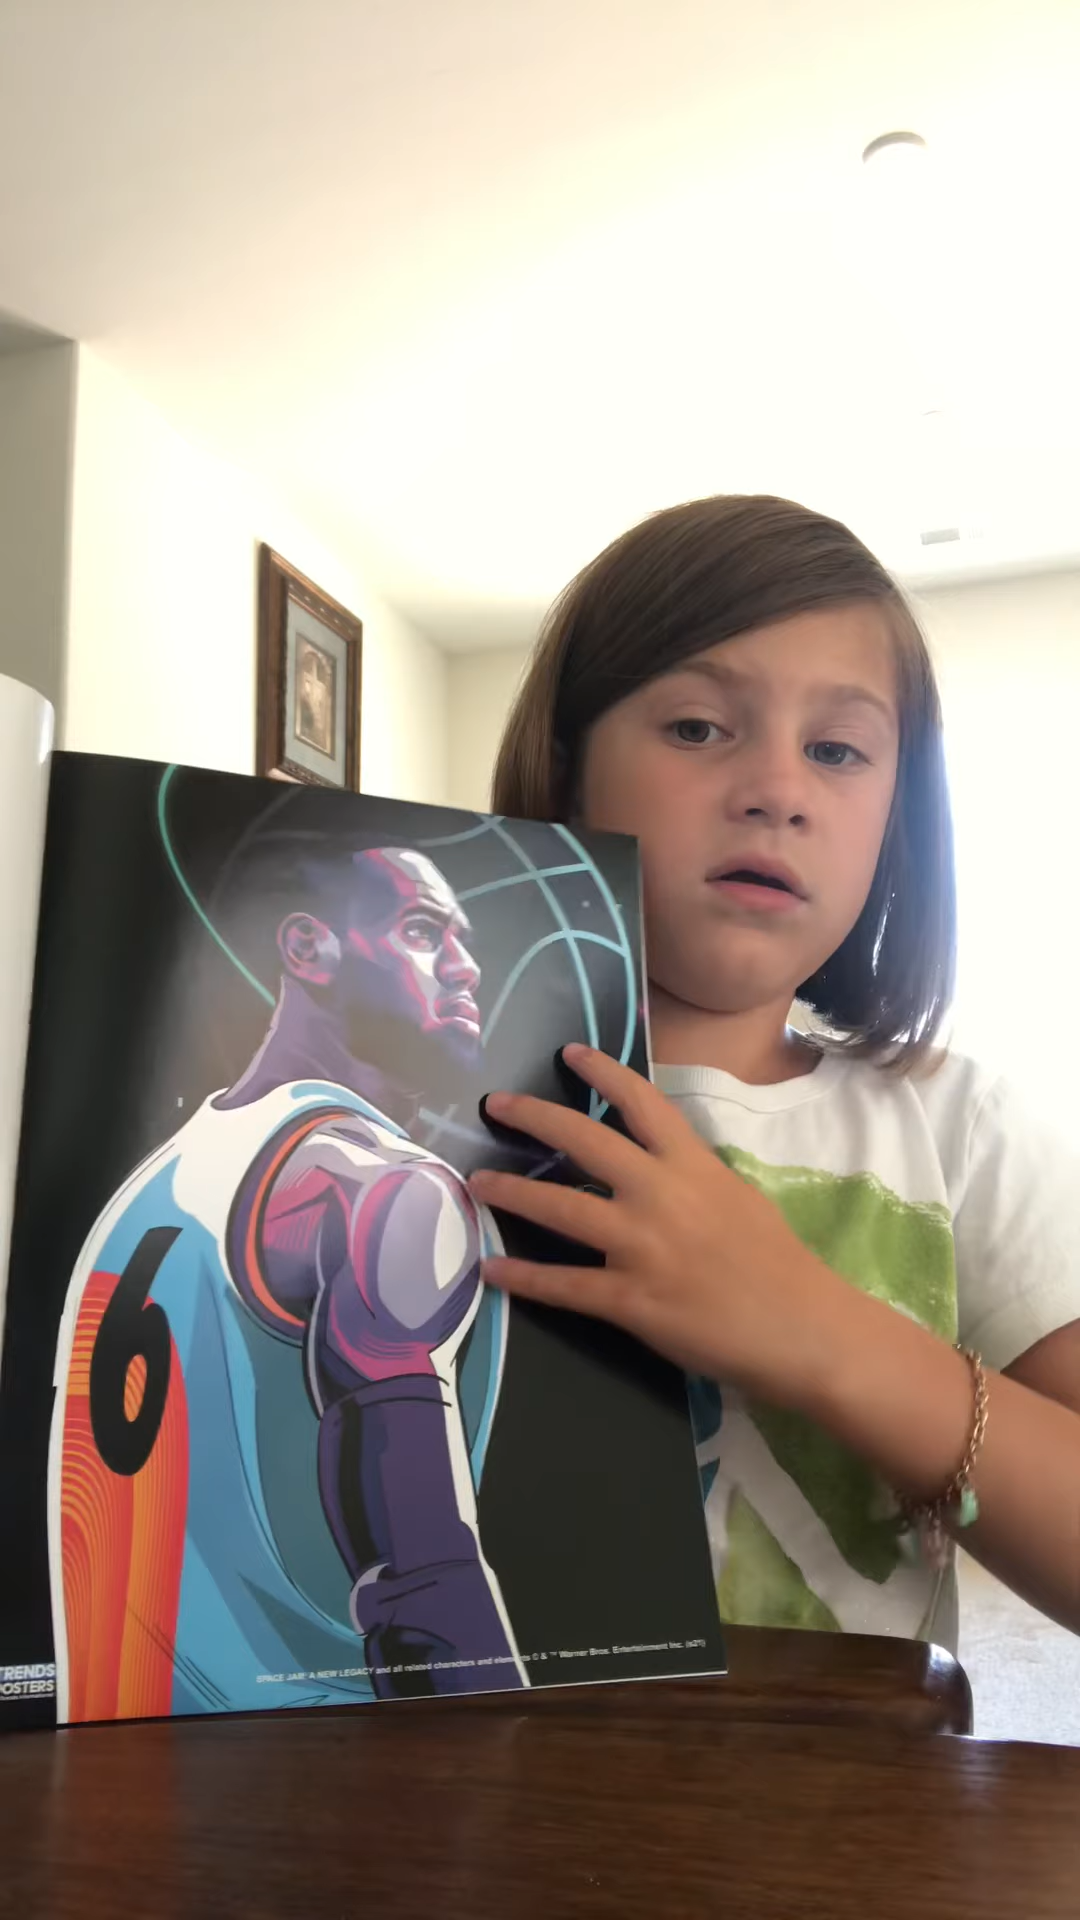 6
TRENDS
POSTERS
SPACE JAM: A NEW LEGACY and all related characters and elements © & ™ Warner Bros. Entertainment Inc. (s21)